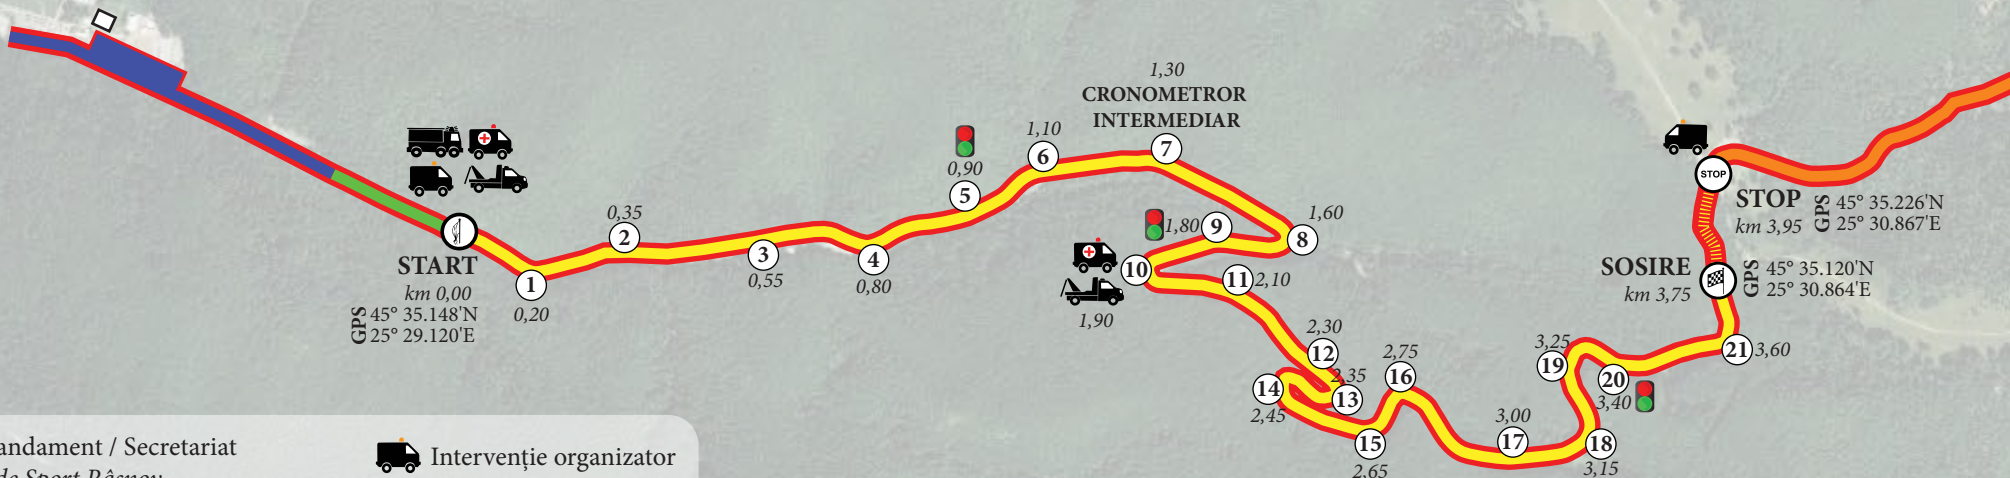 START
km 0,00
GPS
45° 35.148'N
25° 29.120'E
1
0,20
0,35
2
3
0,55
4
0,80
0,90
5
1,10
6
1,30
CRONOMETROR
INTERMEDIAR
7
1,60
8
1,80
9
10
1,90
11
2,10
2,30
12
2,35
13
14
2,45
15
2,65
2,75
16
3,00
17
18
3,15
3,25
19
20
3,40
21
3,60
SOSIRE
km 3,75
GPS
45° 35.120'N
25° 30.864'E
STOP
STOP
km 3,95
GPS
45° 35.226'N
25° 30.867'E
andament / Secretariat
de Sport Râșnov
Intervenție organizator